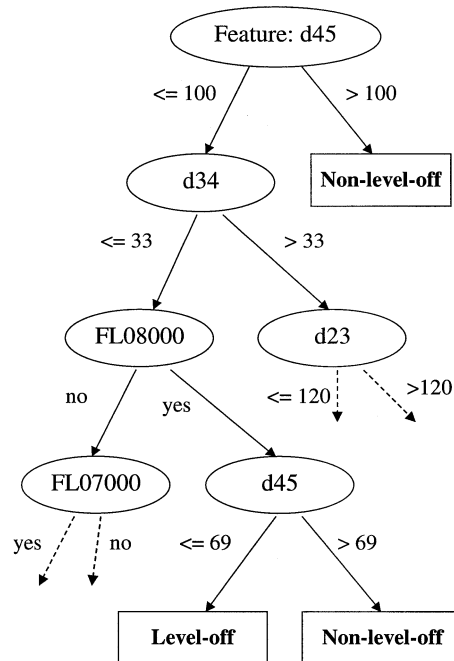 Feature: d45
<= 100
> 100
d34
Non-level-off
<= 33
> 33
FL08000
d23
no
yes
<= 120
>120
FL07000
d45
yes
no
<= 69
> 69
Level-off
Non-level-off